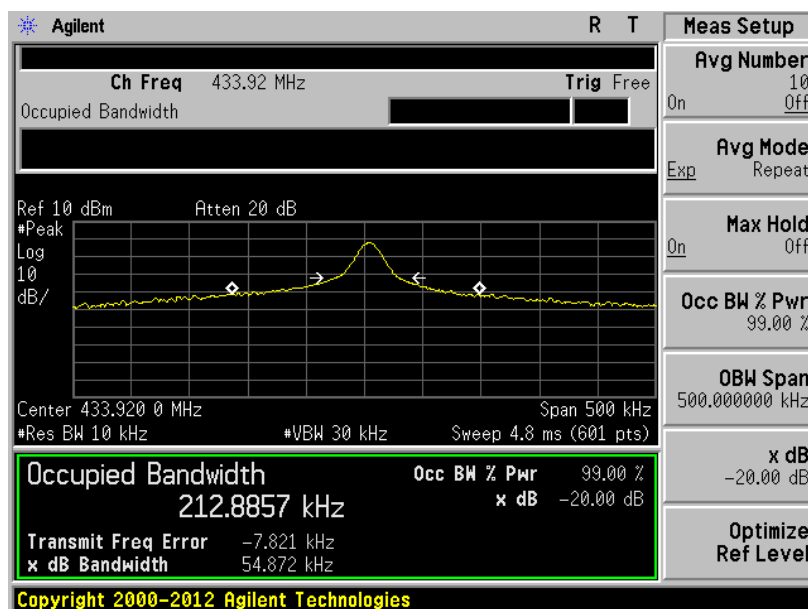 Agilent R T
Ch Freq 433.92 MHz Trig Free
Occupied Bandwidth
Ref 10 dBm Atten 20 dB
#Peak
Log
10
dB/
Center 433.920 0 MHz Span 500 kHz
#Res BW 10 kHz #VBW 30 kHz Sweep 4.8 ms (601 pts)
Occupied Bandwidth Occ BW % Pwr 99.00 %
212.8857 kHz x dB -20.00 dB
Transmit Freq Error -7.821 kHz
x dB Bandwidth 54.872 kHz
Copyright 2000-2012 Agilent Technologies
Meas Setup
Avg Number
10
On Off
Avg Mode
Exp Repeat
Max Hold
On Off
Occ BW % Pwr
99.00 %
OBW Span
500.000000 kHz
x dB
-20.00 dB
Optimize
Ref Level